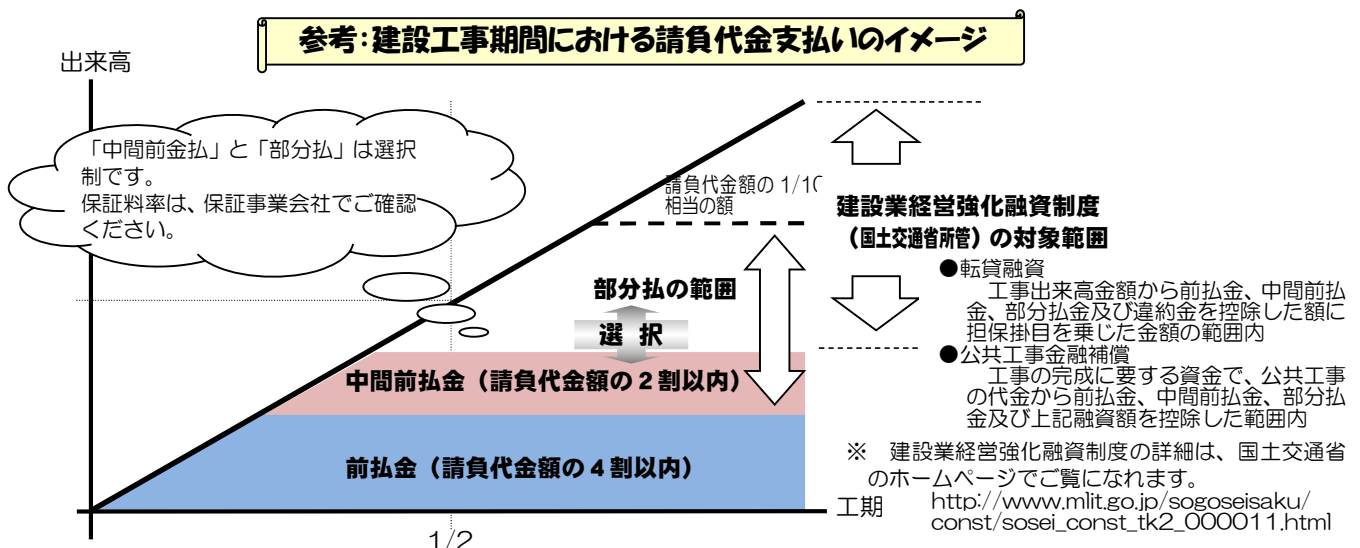 参考:建設工事期間における請負代金支払いのイメージ
出来高
「中間前金払」と「部分払」は選択
制です。
保証料率は、保証事業会社でご確認
ください。
請負代金額の 1/10
相当の額
建設業経営強化融資制度
(国土交通省所管)の対象範囲
●転貸融資
工事出来高金額から前払金、中間前払
金、部分払金及び違約金を控除した額に
担保掛目を乗じた金額の範囲内
●公共工事金融補償
工事の完成に要する資金で、公共工事
の代金から前払金、中間前払金、部分払
金及び上記融資額を控除した範囲内
部分払の範囲
選 択
中間前払金(請負代金額の2割以内)
前払金(請負代金額の4割以内)
※ 建設業経営強化融資制度の詳細は、国土交通省
のホームページでご覧になれます。
http://www.mlit.go.jp/sogoseisaku/
const/sosei_const_tk2_000011.html
工期
1/2